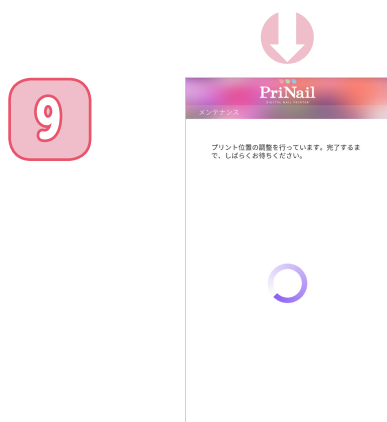 9
PriNail
DIGITAL NAIL PRINTER
メンテナンス
プリント位置の調整を行っています。完了するま
で、しばらくお待ちください。